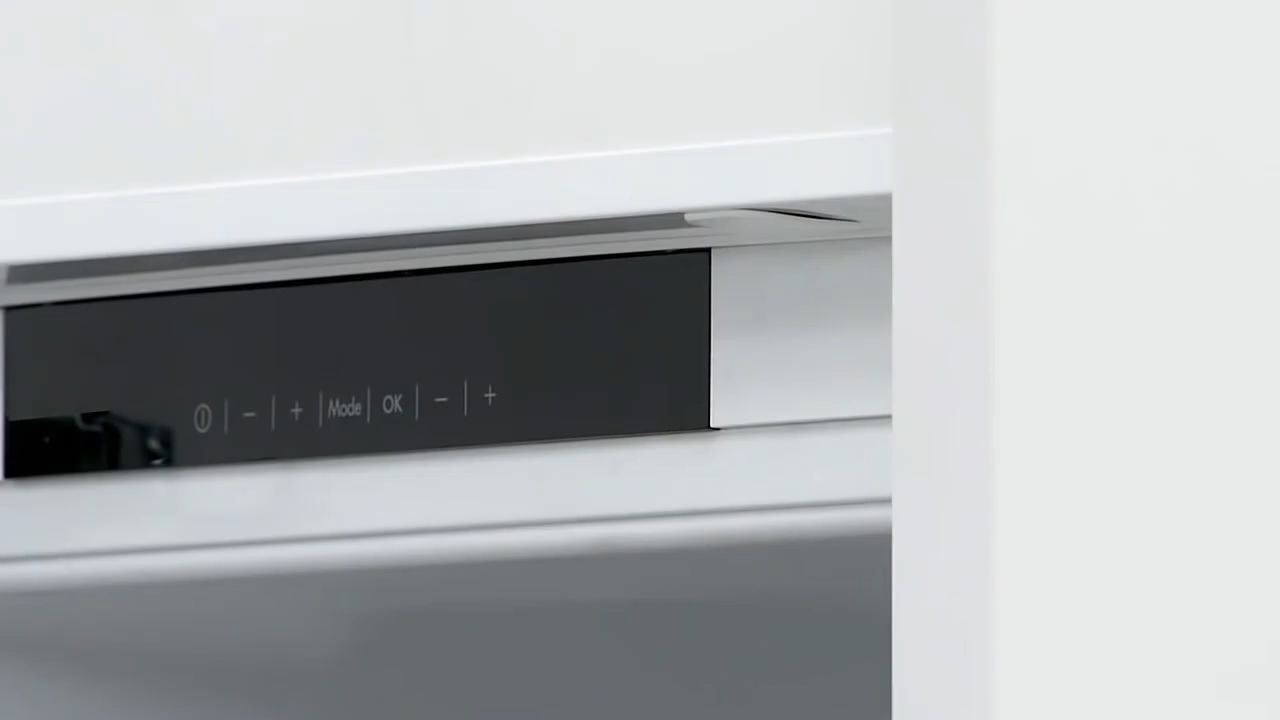 − + Mode OK − +